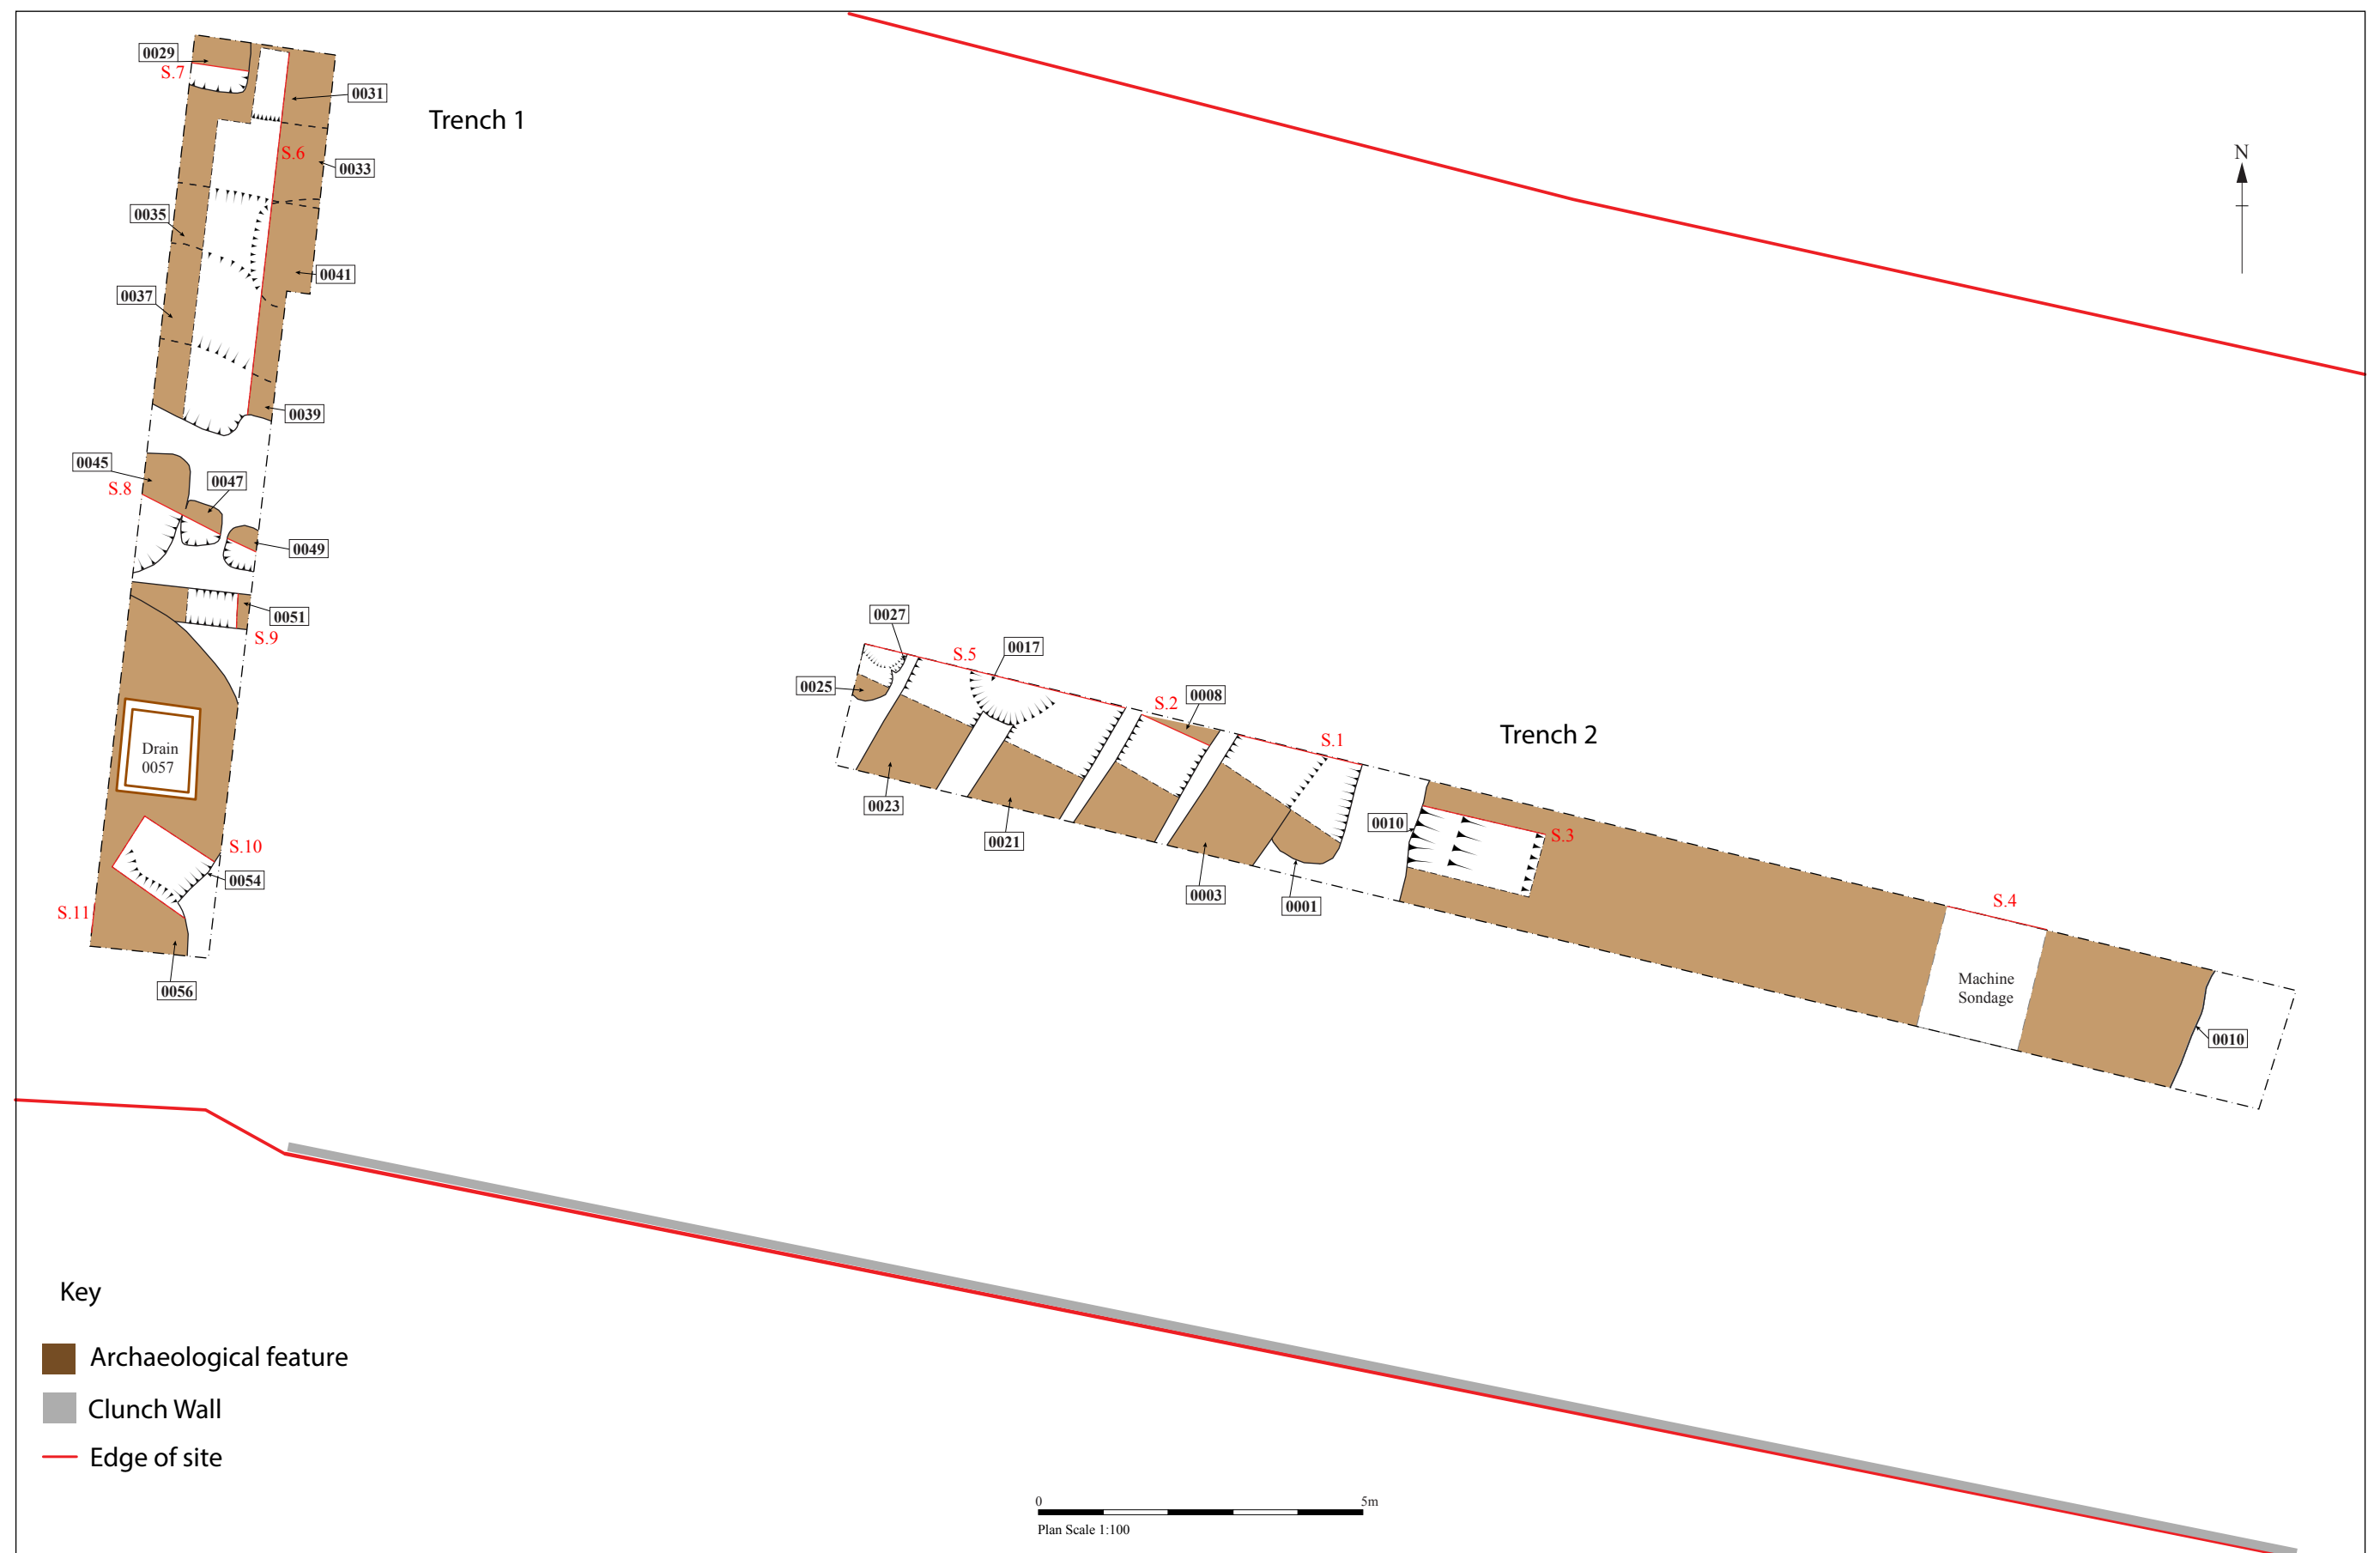 0029
S.7
0031
Trench 1
S.6
0033
N
0035
0041
0037
0039
0045
S.8
0047
0049
0051
S.9
Drain
0057
S.10
0054
S.11
0056
0027
S.5
0017
0025
S.2
0008
S.1
Trench 2
0023
0021
0010
S.3
0003
0001
S.4
Machine
Sondage
0010
Key
Archaeological feature
Clunch Wall
Edge of site
0
5m
Plan Scale 1:100